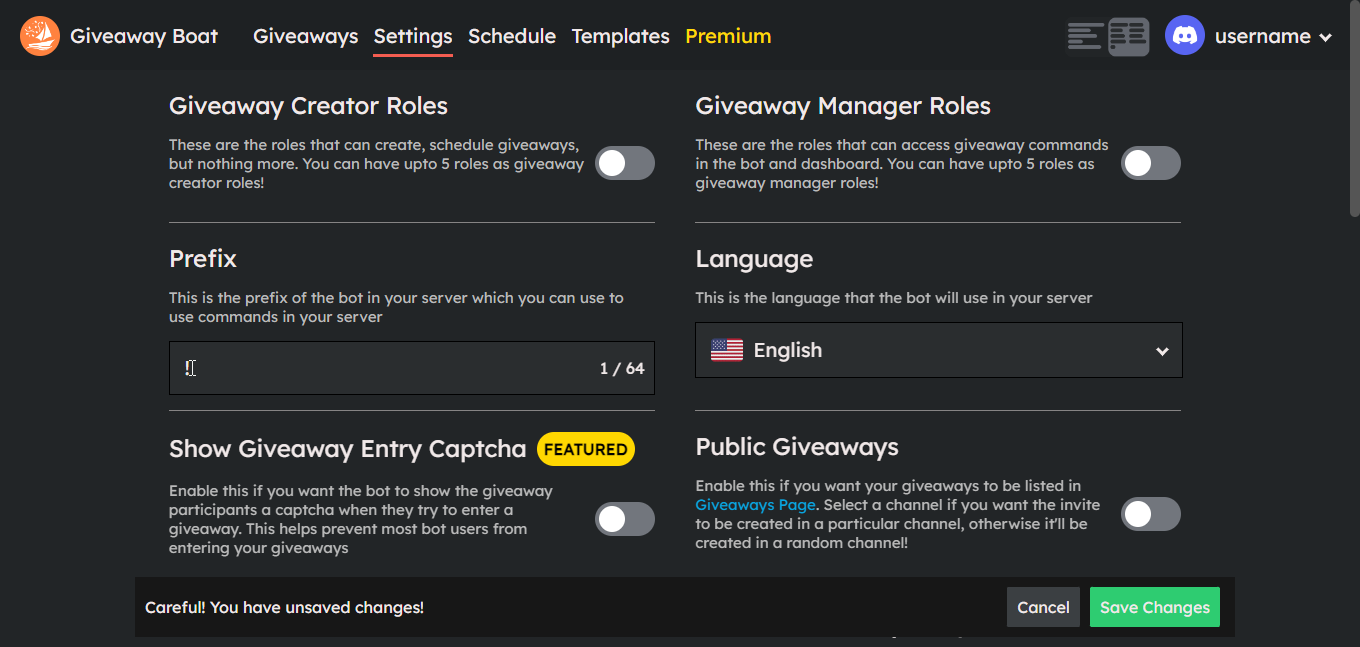 Giveaway Boat Giveaways Settings Schedule Templates Premium username
Giveaway Creator Roles
These are the roles that can create, schedule giveaways,
but nothing more. You can have upto 5 roles as giveaway
creator roles!
Giveaway Manager Roles
These are the roles that can access giveaway commands
in the bot and dashboard. You can have upto 5 roles as
giveaway manager roles!
Prefix
This is the prefix of the bot in your server which you can use to
use commands in your server
! 1 / 64
Language
This is the language that the bot will use in your server
English
Show Giveaway Entry Captcha FEATURED
Enable this if you want the bot to show the giveaway
participants a captcha when they try to enter a
giveaway. This helps prevent most bot users from
entering your giveaways
Public Giveaways
Enable this if you want your giveaways to be listed in
Giveaways Page. Select a channel if you want the invite
to be created in a particular channel, otherwise it'll be
created in a random channel!
Careful! You have unsaved changes! Cancel Save Changes